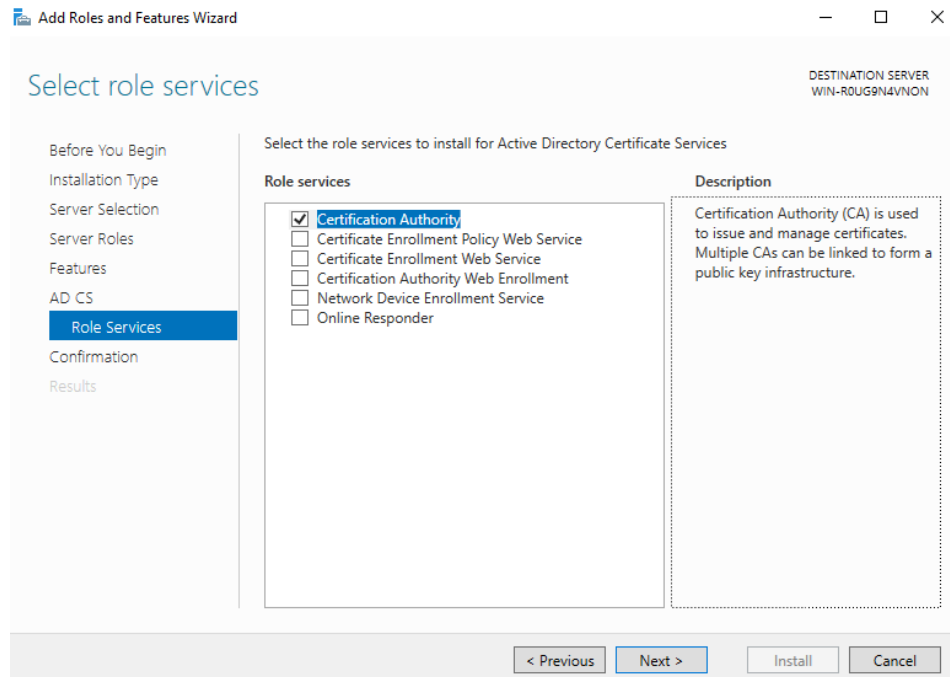 Add Roles and Features Wizard
Select role services
DESTINATION SERVER
WIN-R0UG9N4VNON
Before You Begin
Installation Type
Server Selection
Server Roles
Features
AD CS
Role Services
Confirmation
Results
Select the role services to install for Active Directory Certificate Services
Role services
Certification Authority
Certificate Enrollment Policy Web Service
Certificate Enrollment Web Service
Certification Authority Web Enrollment
Network Device Enrollment Service
Online Responder
Description
Certification Authority (CA) is used
to issue and manage certificates.
Multiple CAs can be linked to form a
public key infrastructure.
< Previous
Next >
Install
Cancel